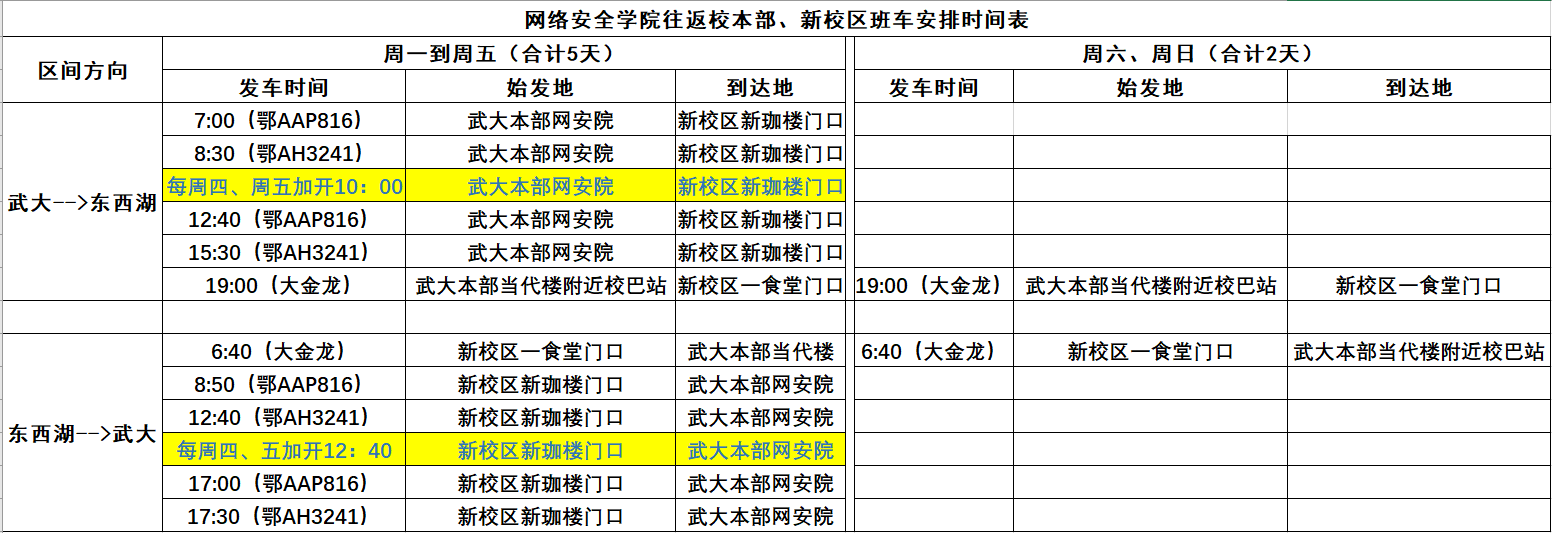 网络安全学院往返校本部、新校区班车安排时间表
区间方向 周一到周五（合计5天） 周六、周日（合计2天）
发车时间 始发地 到达地 发车时间 始发地 到达地
武大-->东西湖
7:00（鄂AAP816） 武大本部网安院 新校区新珈楼门口
8:30（鄂AH3241） 武大本部网安院 新校区新珈楼门口
每周四、周五加开10：00 武大本部网安院 新校区新珈楼门口
12:40（鄂AAP816） 武大本部网安院 新校区新珈楼门口
15:30（鄂AH3241） 武大本部网安院 新校区新珈楼门口
19:00（大金龙） 武大本部当代楼附近校巴站 新校区一食堂门口 19:00（大金龙） 武大本部当代楼附近校巴站 新校区一食堂门口
东西湖-->武大
6:40（大金龙） 新校区一食堂门口 武大本部当代楼 6:40（大金龙） 新校区一食堂门口 武大本部当代楼附近校巴站
8:50（鄂AAP816） 新校区新珈楼门口 武大本部网安院
12:40（鄂AH3241） 新校区新珈楼门口 武大本部网安院
每周四、五加开12：40 新校区新珈楼门口 武大本部网安院
17:00（鄂AAP816） 新校区新珈楼门口 武大本部网安院
17:30（鄂AH3241） 新校区新珈楼门口 武大本部网安院